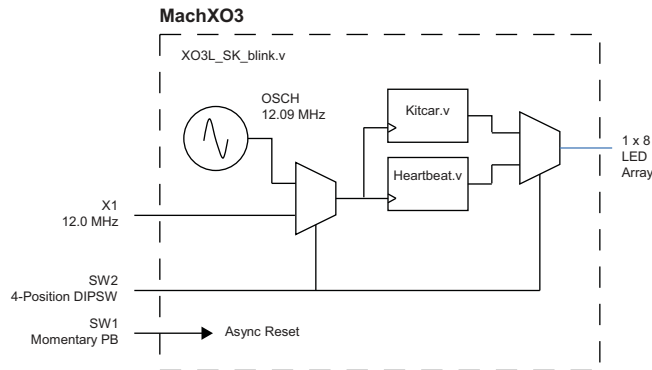 MachXO3
XO3L_SK_blink.v
OSCH
12.09 MHz
Kitcar.v
Heartbeat.v
1 x 8
LED
Array
X1
12.0 MHz
SW2
4-Position DIPSW
SW1
Momentary PB
Async Reset